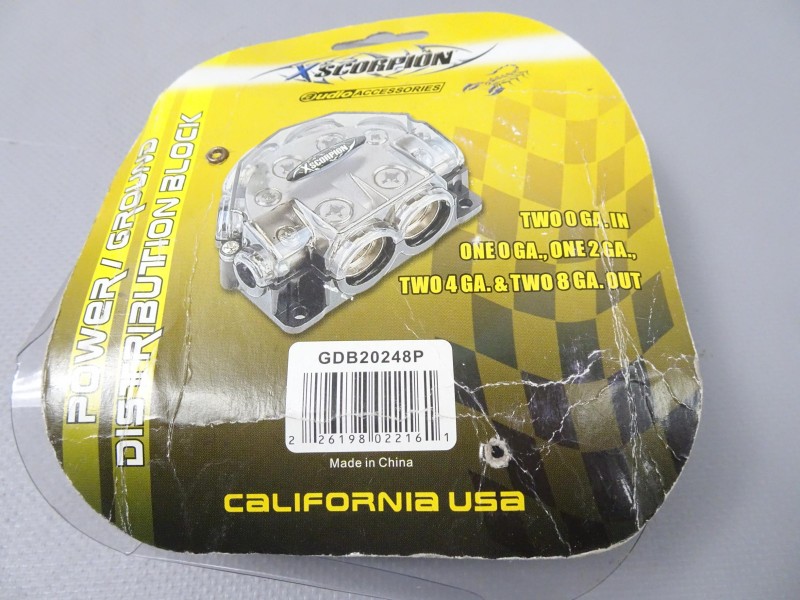 XSCORPION
audio ACCESSORIES
XSCORPION
POWER / GROUND
DISTRIBUTION BLOCK
TWO 0 GA. IN
ONE 0 GA., ONE 2 GA.,
TWO 4 GA. & TWO 8 GA. OUT
GDB20248P
2 26198 02216 1
Made in China
CALIFORNIA USA